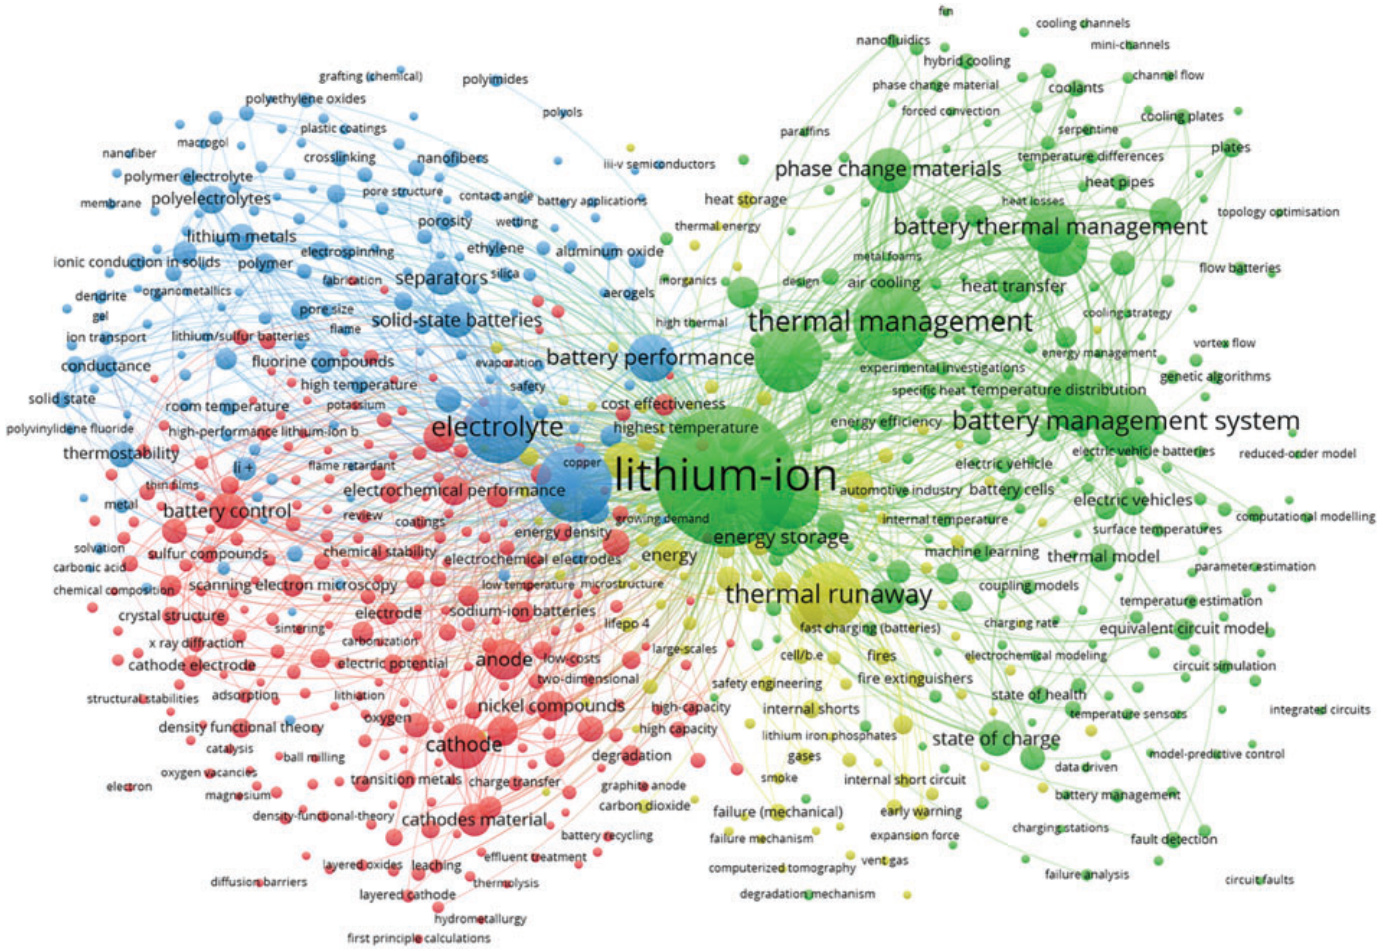 fin
cooling channels
nanofluidics
mini-channels
hybrid cooling
grafting (chemical)
polyimides
phase change material
coolants
channel flow
polyethylene oxides
polyols
forced convection
cooling plates
plastic coatings
paraffins
serpentine
macrogol
nanofiber
crosslinking
nanofibers
iii-v semiconductors
temperature differences
plates
polymer electrolyte
phase change materials
heat pipes
membrane
polyelectrolytes
pore structure
contact angle
battery applications
heat storage
heat losses
topology optimisation
porosity
wetting
thermal energy
battery thermal management
lithium metals
electrospinning
ethylene
aluminum oxide
metal foams
ionic conduction in solids
polymer
separators
silica
inorganics
design
air cooling
heat transfer
flow batteries
fabrication
dendrite
organometallics
aerogels
gel
pore size
solid-state batteries
high thermal
thermal management
cooling strategy
ion transport
lithium/sulfur batteries
flame
vortex flow
conductance
fluorine compounds
evaporation
battery performance
energy management
experimental investigations
genetic algorithms
high temperature
safety
specific heat
temperature distribution
solid state
room temperature
potassium
cost effectiveness
polyvinylidene fluoride
high-performance lithium-ion b
electrolyte
highest temperature
energy efficiency
battery management system
thermostability
li +
flame retardant
copper
lithium-ion
electric vehicle
electric vehicle batteries
reduced-order model
thin films
electrochemical performance
automotive industry
battery cells
metal
battery control
review
coatings
growing demand
internal temperature
electric vehicles
computational modelling
energy density
energy storage
surface temperatures
solvation
sulfur compounds
chemical stability
electrochemical electrodes
energy
machine learning
thermal model
carbonic acid
parameter estimation
chemical composition
scanning electron microscopy
low temperature
microstructure
thermal runaway
coupling models
temperature estimation
crystal structure
electrode
sodium-ion batteries
lifepo 4
sintering
fast charging (batteries)
charging rate
equivalent circuit model
x ray diffraction
carbonization
large-scales
cathode electrode
electric potential
anode
low-costs
cell/b.e
fires
electrochemical modeling
circuit simulation
two-dimensional
safety engineering
fire extinguishers
structural stabilities
adsorption
lithiation
nickel compounds
high-capacity
internal shorts
state of health
temperature sensors
integrated circuits
density functional theory
oxygen
high capacity
lithium iron phosphates
state of charge
catalysis
ball milling
cathode
degradation
gases
model-predictive control
oxygen vacancies
transition metals
charge transfer
smoke
internal short circuit
data driven
electron
magnesium
graphite anode
carbon dioxide
battery management
density-functional-theory
cathodes material
failure (mechanical)
early warning
battery recycling
failure mechanism
expansion force
charging stations
fault detection
layered oxides
leaching
effluent treatment
computerized tomography
vent gas
diffusion barriers
thermolysis
failure analysis
circuit faults
layered cathode
degradation mechanism
hydrometallurgy
first principle calculations